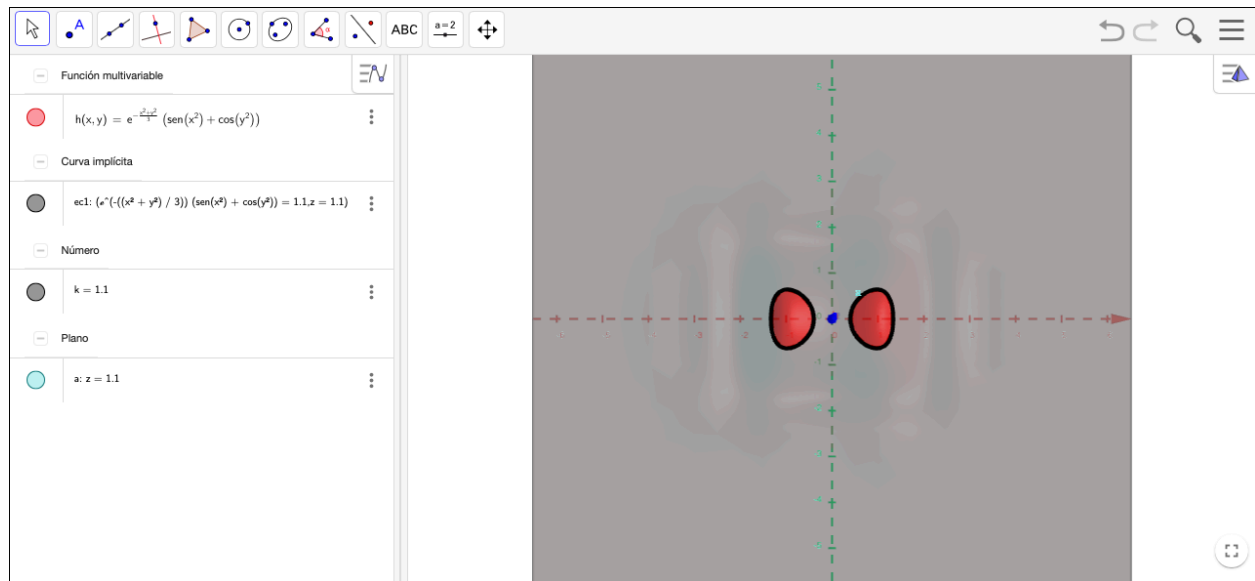 A
α
ABC
a=2
Función multivariable
h(x,y) = e^(-(x²+y²)/3) (sen(x²) + cos(y²))
Curva implícita
ec1: (ℯ^(-((x² + y²) / 3)) (sen(x²) + cos(y²)) = 1.1,z = 1.1)
Número
k = 1.1
Plano
a: z = 1.1